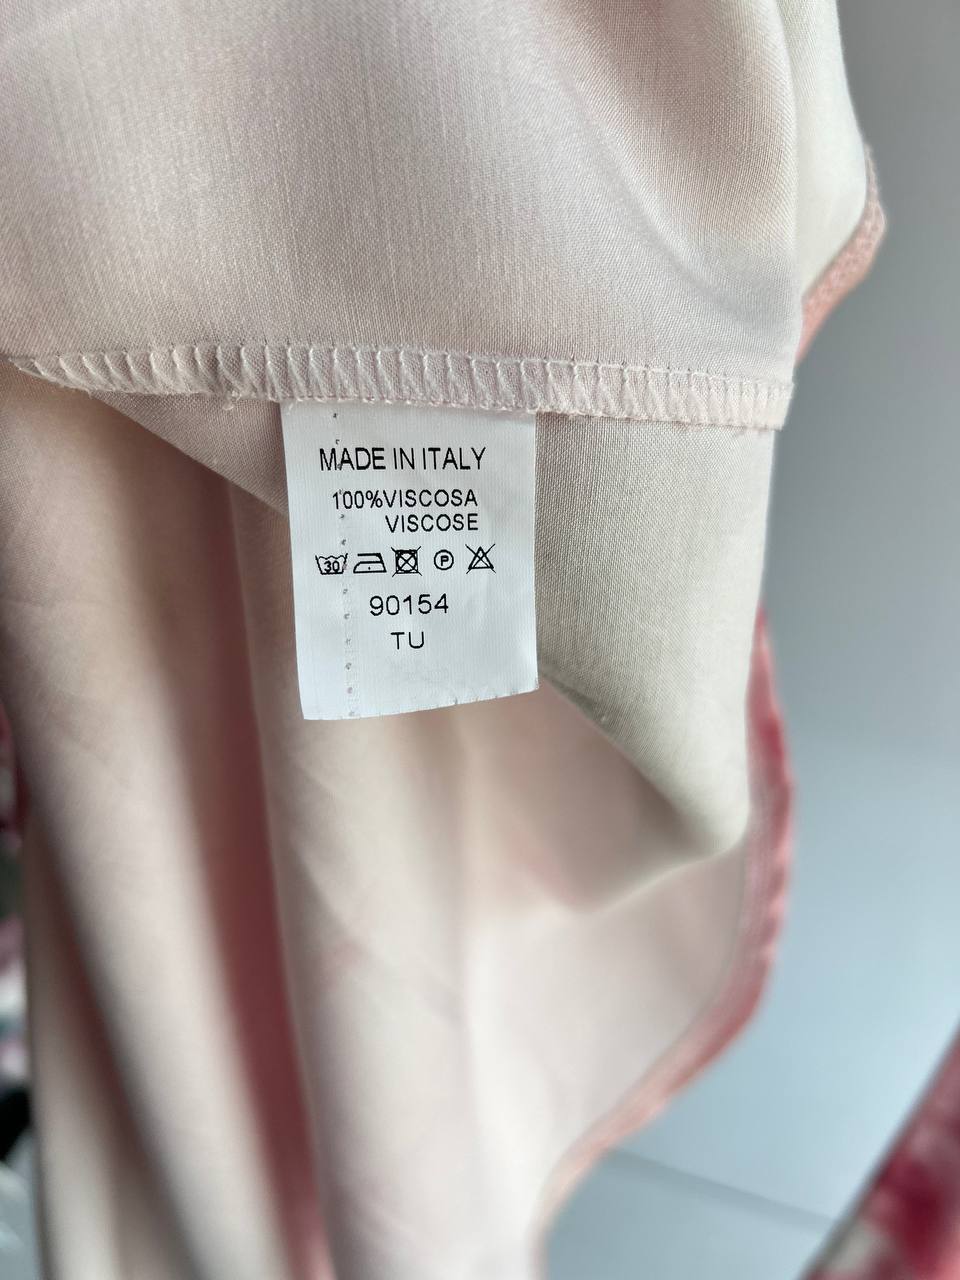 MADE IN ITALY
100%VISCOSA
VISCOSE
30 P
90154
TU